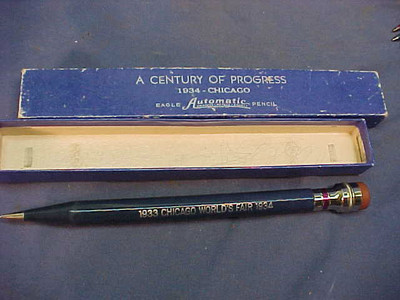 A CENTURY OF PROGRESS
1934 - CHICAGO
EAGLE Automatic PENCIL
1933 CHICAGO WORLD'S FAIR 1934